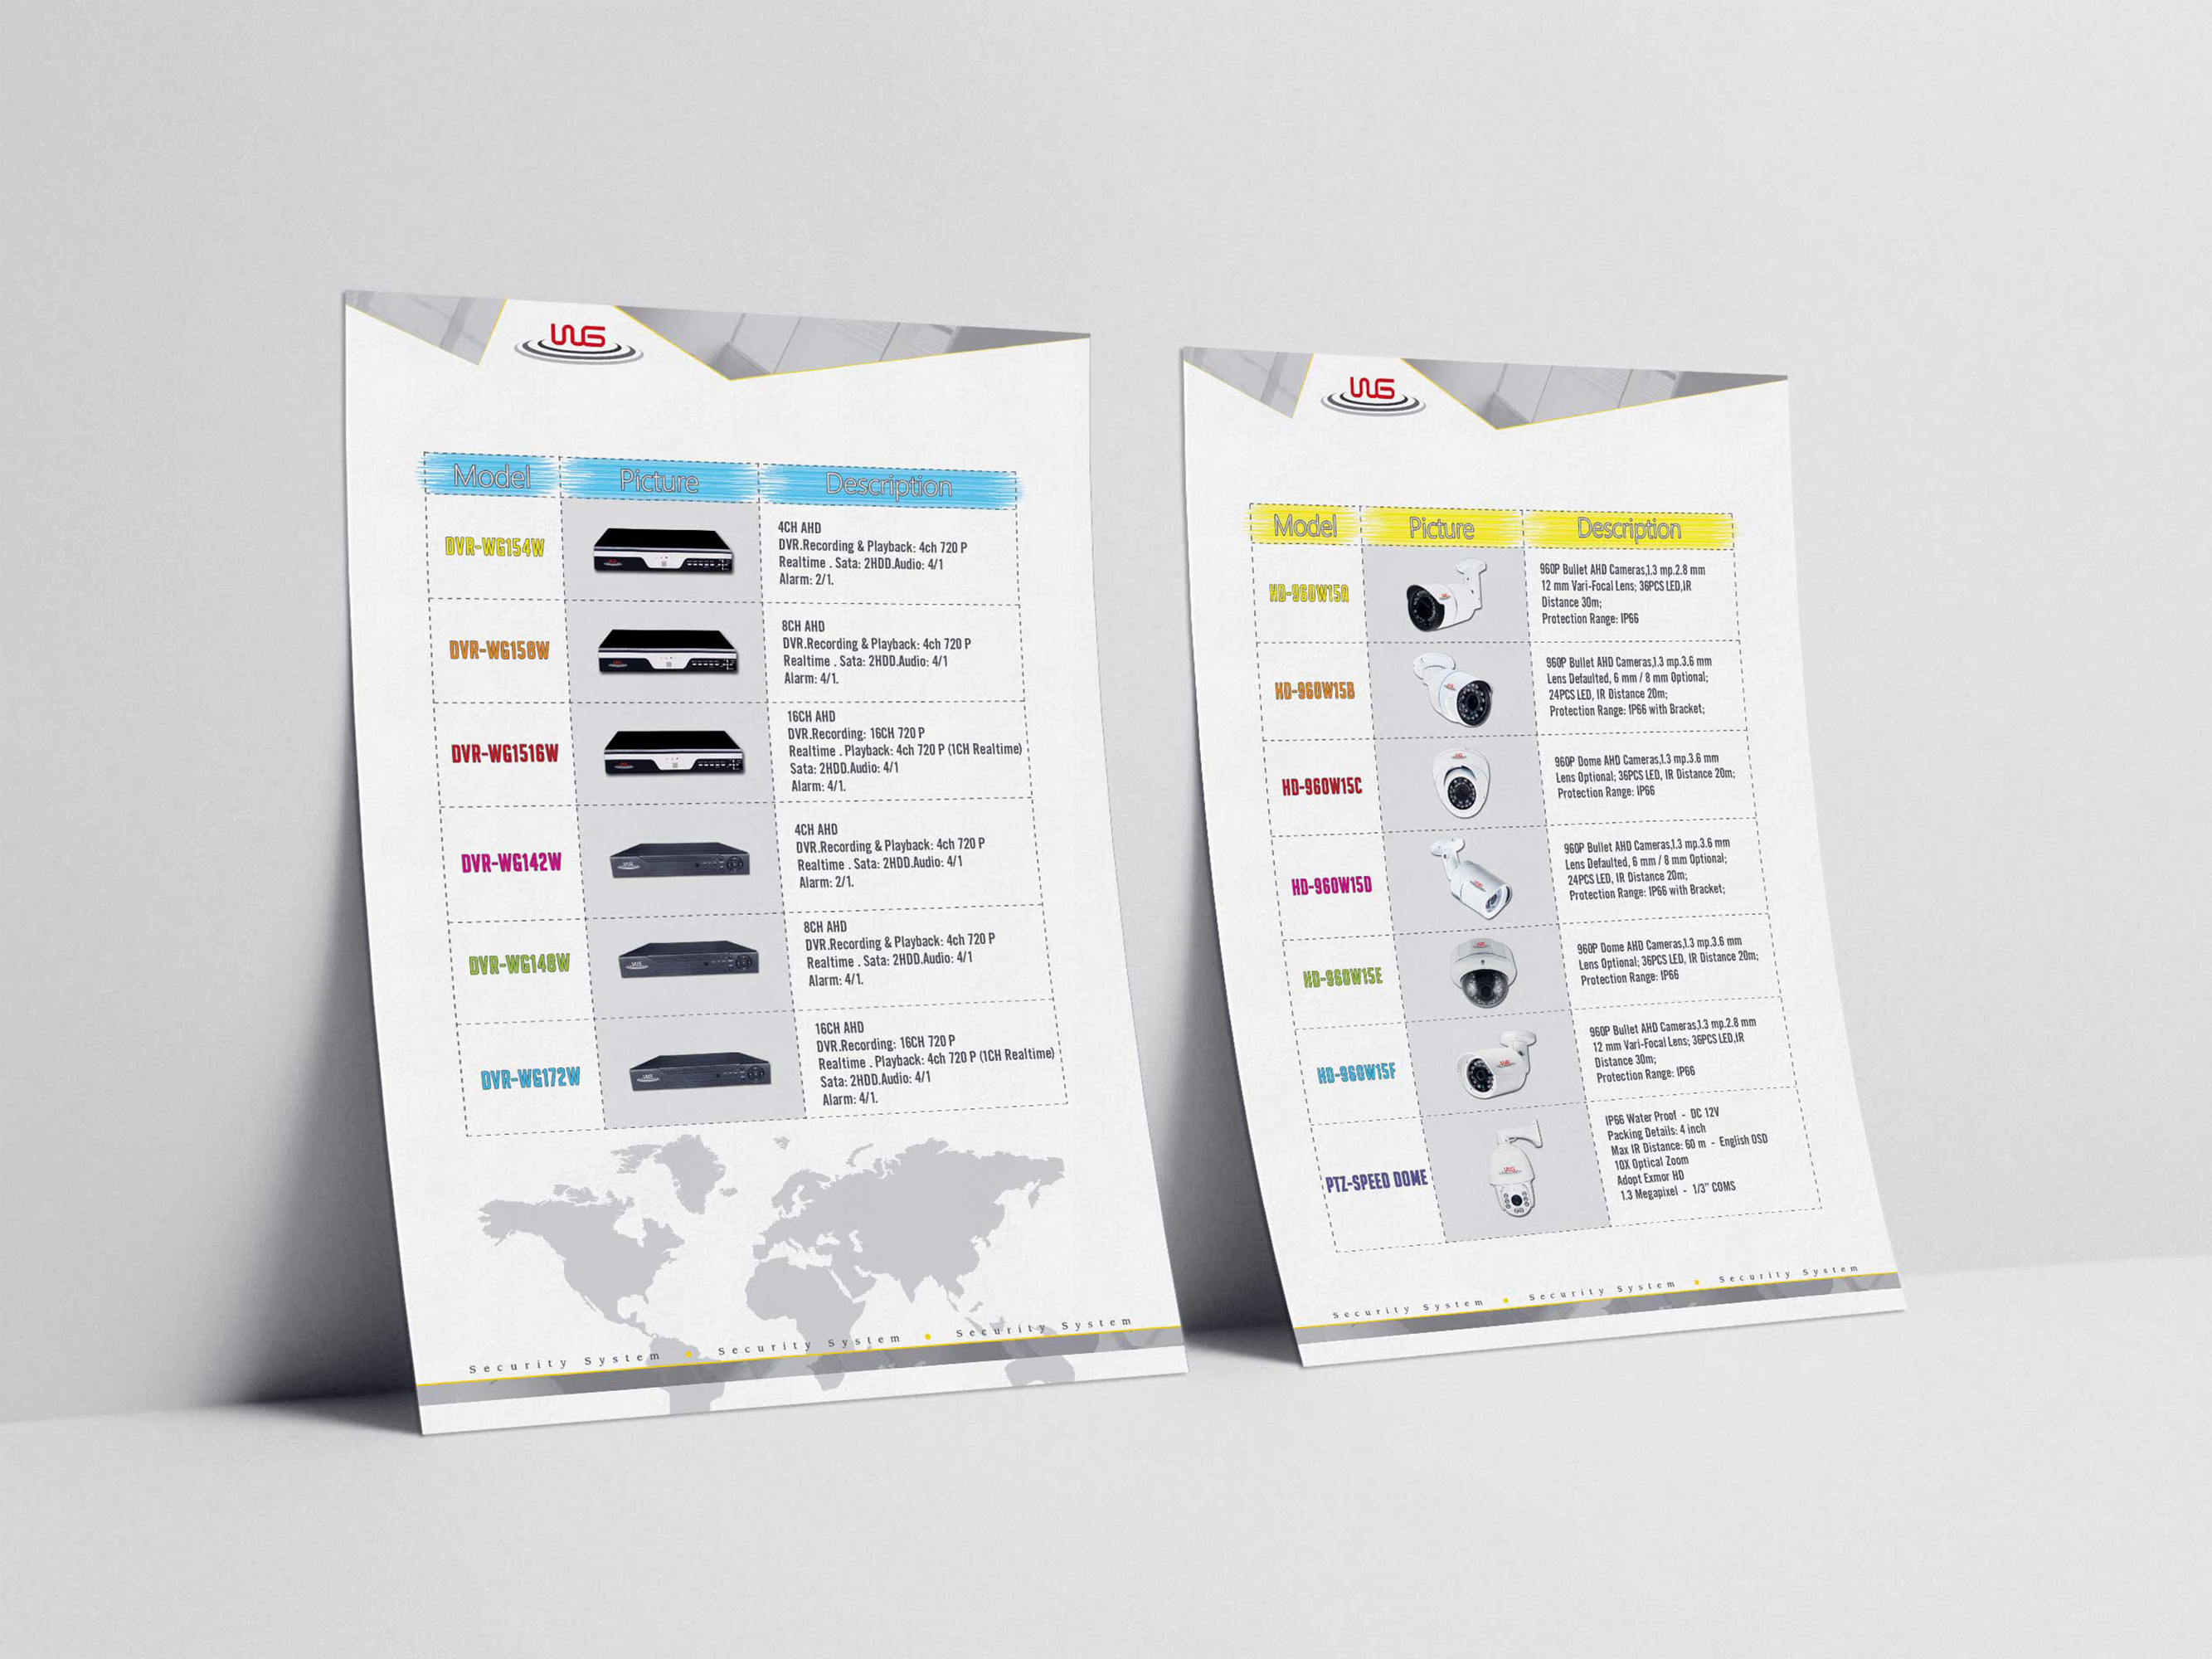 WG
Model Picture Description
DVR-WG154W
4CH AHD
DVR.Recording & Playback: 4ch 720 P
Realtime . Sata: 2HDD.Audio: 4/1
Alarm: 2/1.
DVR-WG158W
8CH AHD
DVR.Recording & Playback: 4ch 720 P
Realtime . Sata: 2HDD.Audio: 4/1
Alarm: 4/1.
DVR-WG1516W
16CH AHD
DVR.Recording: 16CH 720 P
Realtime . Playback: 4ch 720 P (1CH Realtime)
Sata: 2HDD.Audio: 4/1
Alarm: 4/1.
DVR-WG142W
4CH AHD
DVR.Recording & Playback: 4ch 720 P
Realtime . Sata: 2HDD.Audio: 4/1
Alarm: 2/1.
DVR-WG148W
8CH AHD
DVR.Recording & Playback: 4ch 720 P
Realtime . Sata: 2HDD.Audio: 4/1
Alarm: 4/1.
DVR-WG172W
16CH AHD
DVR.Recording: 16CH 720 P
Realtime . Playback: 4ch 720 P (1CH Realtime)
Sata: 2HDD.Audio: 4/1
Alarm: 4/1.
Security System • Security System • Security System
WG
Model Picture Description
HD-960W15A
960P Bullet AHD Cameras,1.3 mp.2.8 mm
12 mm Vari-Focal Lens; 36PCS LED,IR
Distance 30m;
Protection Range: IP66
HD-960W15B
960P Bullet AHD Cameras,1.3 mp.3.6 mm
Lens Defaulted, 6 mm / 8 mm Optional;
24PCS LED, IR Distance 20m;
Protection Range: IP66 with Bracket;
HD-960W15C
960P Dome AHD Cameras,1.3 mp.3.6 mm
Lens Optional; 36PCS LED, IR Distance 20m;
Protection Range: IP66
HD-960W15D
960P Bullet AHD Cameras,1.3 mp.3.6 mm
Lens Defaulted, 6 mm / 8 mm Optional;
24PCS LED, IR Distance 20m;
Protection Range: IP66 with Bracket;
HD-960W15E
960P Dome AHD Cameras,1.3 mp.3.6 mm
Lens Optional; 36PCS LED, IR Distance 20m;
Protection Range: IP66
HD-960W15F
960P Bullet AHD Cameras,1.3 mp.2.8 mm
12 mm Vari-Focal Lens; 36PCS LED,IR
Distance 30m;
Protection Range: IP66
PTZ-SPEED DOME
IP66 Water Proof - DC 12V
Packing Details: 4 inch
Max IR Distance: 60 m - English OSD
10X Optical Zoom
Adopt Exmor HD
1.3 Megapixel - 1/3" COMS
Security System • Security System • Security System